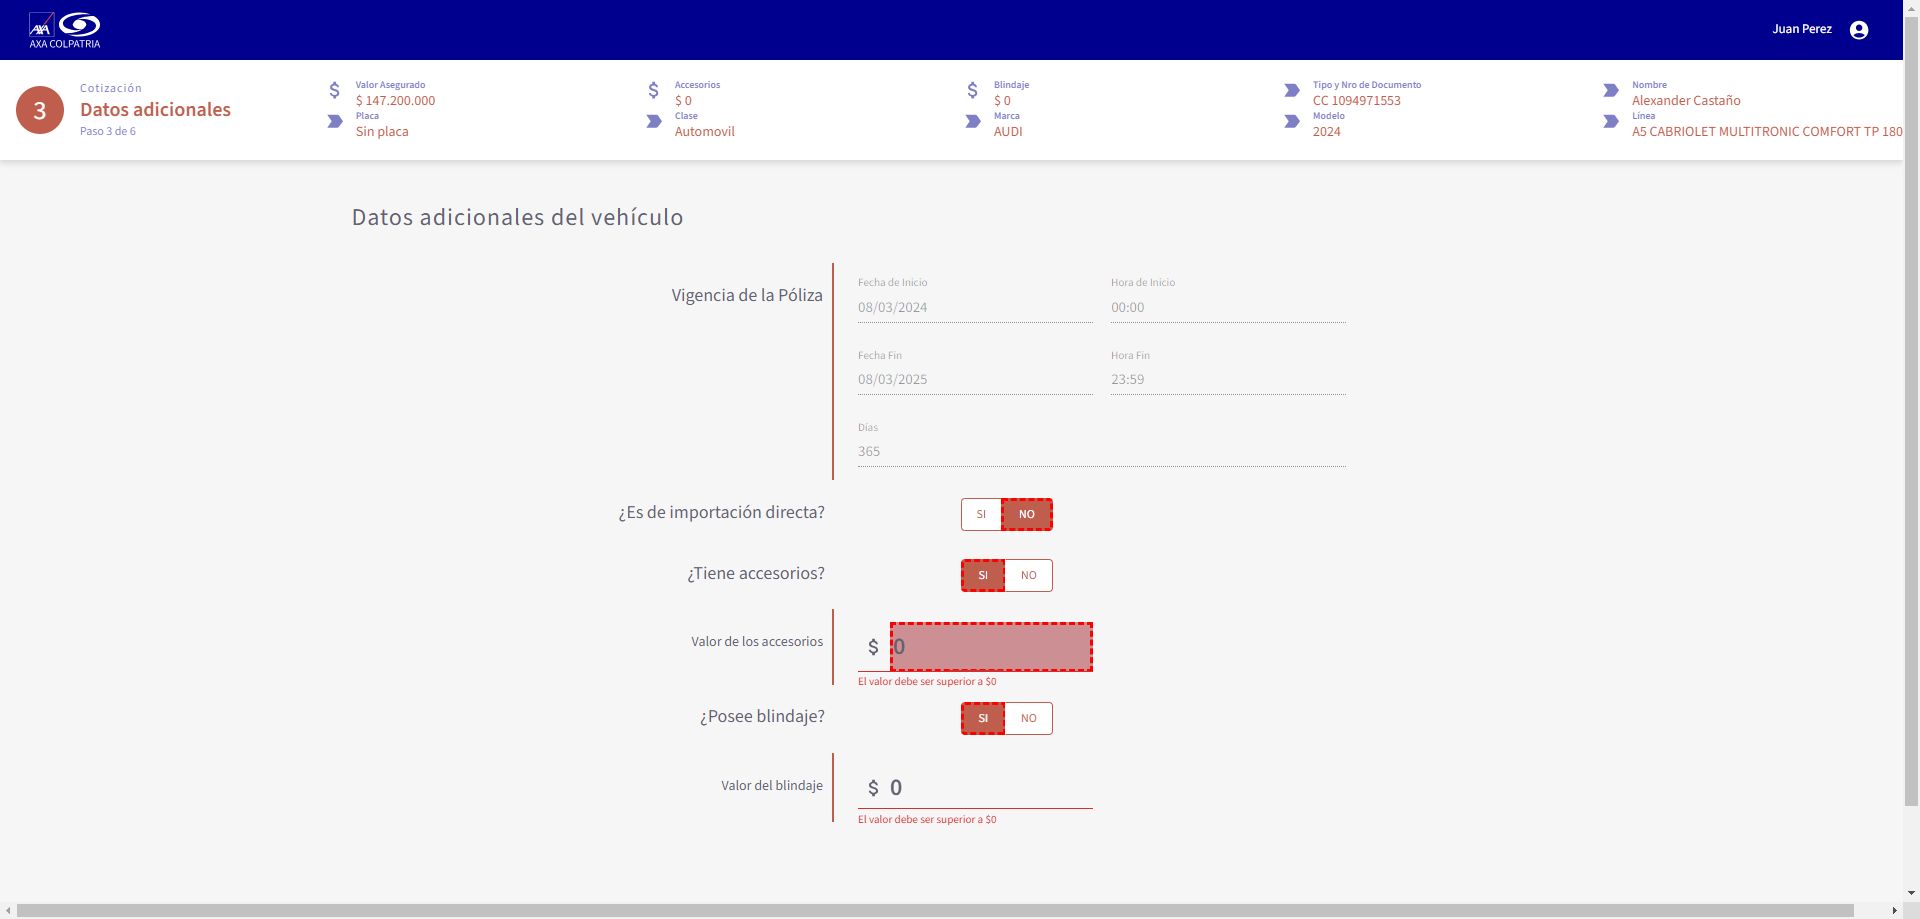 AXA
AXA COLPATRIA
Juan Perez
3
Cotización
Datos adicionales
Paso 3 de 6
Valor Asegurado
$ 147.200.000
Placa
Sin placa
Accesorios
$ 0
Clase
Automovil
Blindaje
$ 0
Marca
AUDI
Tipo y Nro de Documento
CC 1094971553
Modelo
2024
Nombre
Alexander Castaño
Línea
A5 CABRIOLET MULTITRONIC COMFORT TP 180
Datos adicionales del vehículo
Vigencia de la Póliza
Fecha de Inicio
08/03/2024
Hora de Inicio
00:00
Fecha Fin
08/03/2025
Hora Fin
23:59
Días
365
¿Es de importación directa?
SI NO
¿Tiene accesorios?
SI NO
Valor de los accesorios
$ 0
El valor debe ser superior a $0
¿Posee blindaje?
SI NO
Valor del blindaje
$ 0
El valor debe ser superior a $0